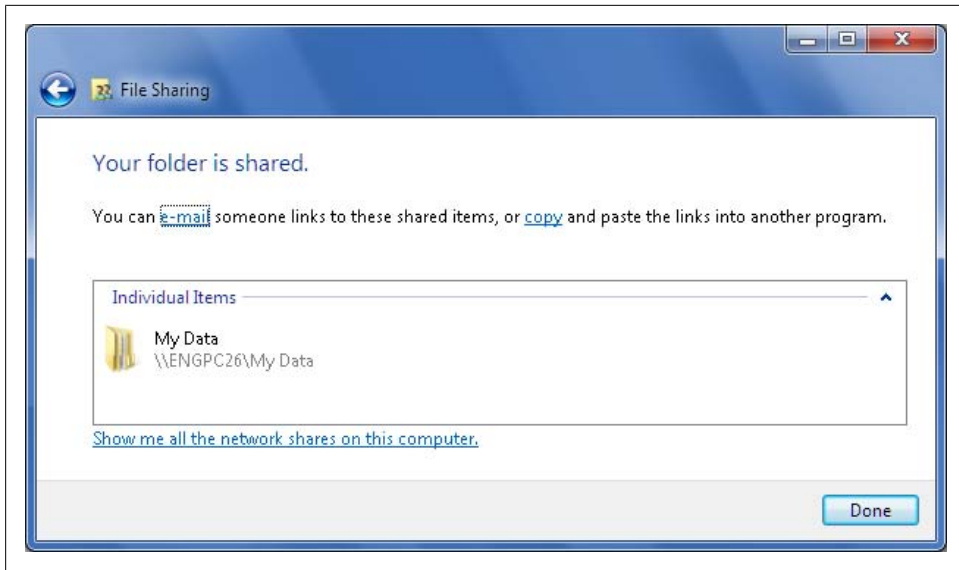 File Sharing
Your folder is shared.
You can e-mail someone links to these shared items, or copy and paste the links into another program.
Individual Items
My Data
\\ENGPC26\My Data
Show me all the network shares on this computer.
Done